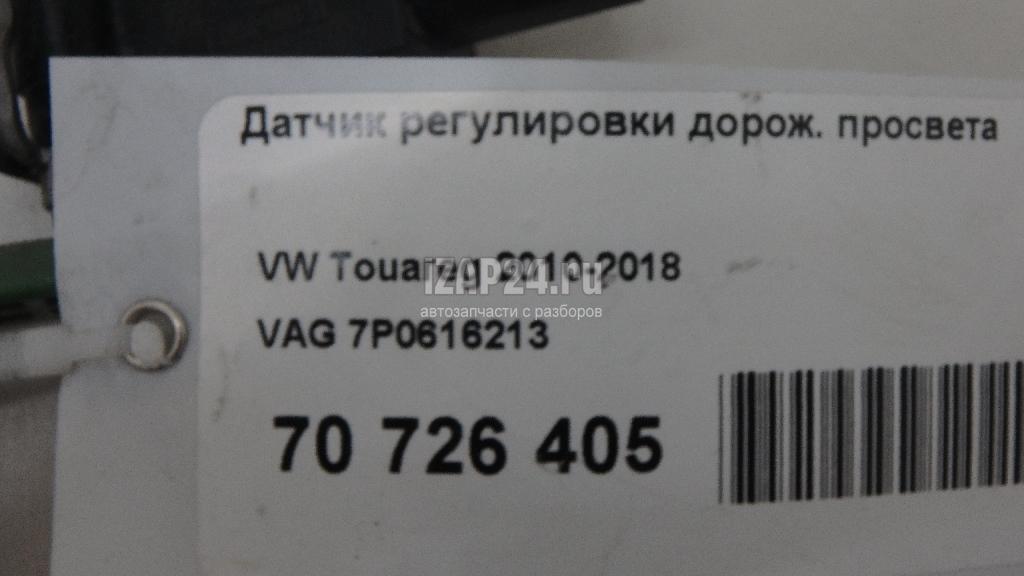 Датчик регулировки дорож. просвета
VW Touareg 2010-2018
iZAP24.ru
автозапчасти с разборов
VAG 7P0616213
70 726 405